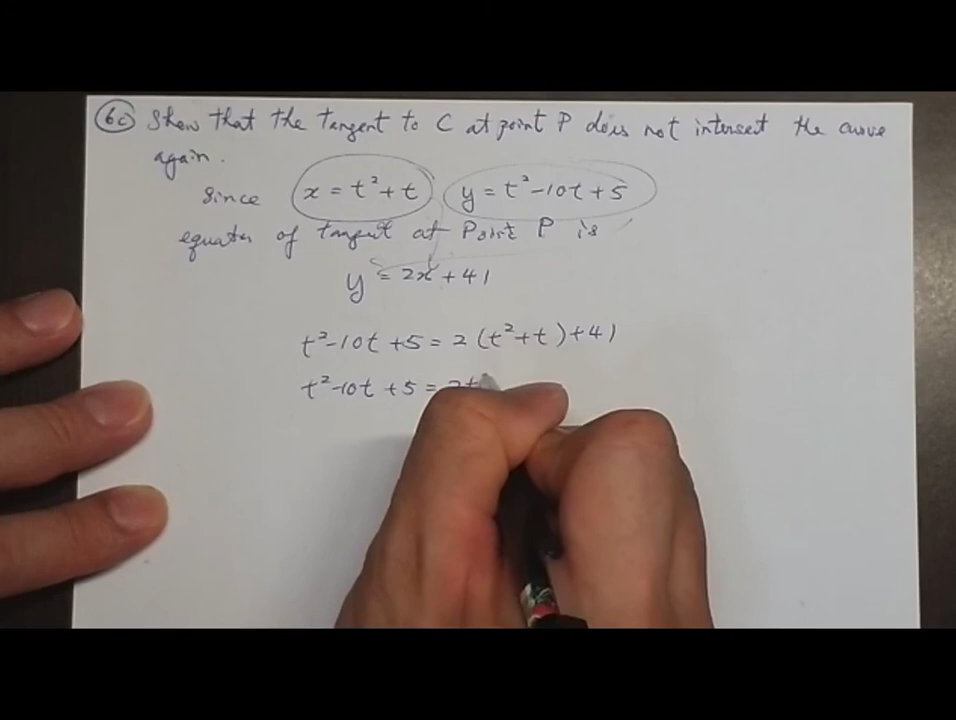 6c Show that the tangent to C at point P does not intersect the curve
again.
since x = t²+t y = t²-10t+5
equation of tangent at Point P is
y = 2x+41
t²-10t+5 = 2(t²+t)+41
t²-10t+5 = 2t